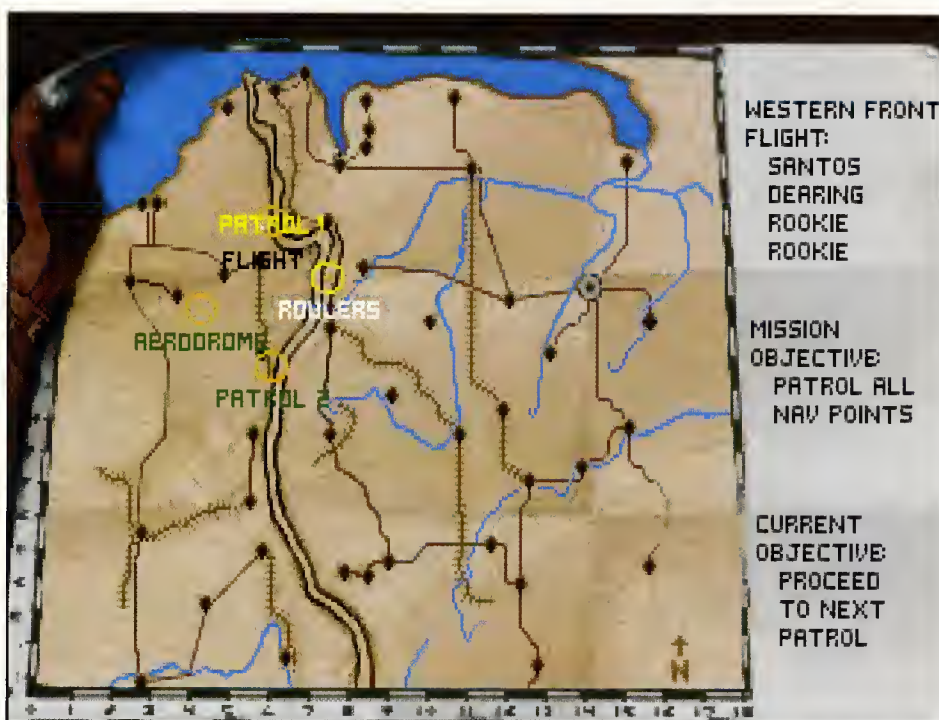 WESTERN FRONT
FLIGHT:
SANTOS
DEARING
ROOKIE
ROOKIE
PATROL 1
FLIGHT
ROULERS
AERODROME
PATROL 2
MISSION
OBJECTIVE:
PATROL ALL
NAV POINTS
CURRENT
OBJECTIVE:
PROCEED
TO NEXT
PATROL
N